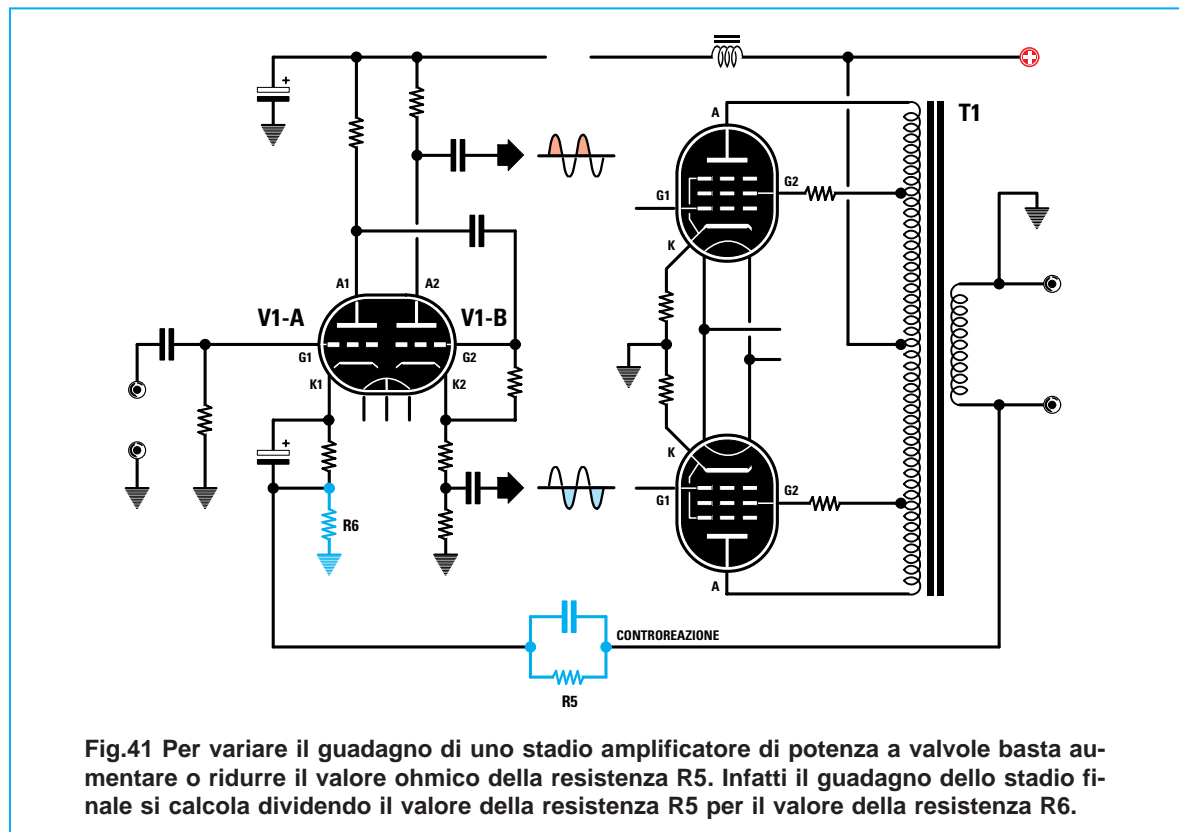 +
T1
A
G1
G2
K
A1
A2
V1-A
V1-B
G1
G2
K1
K2
+
K
G1
G2
R6
A
CONTROREAZIONE
R5
Fig.41 Per variare il guadagno di uno stadio amplificatore di potenza a valvole basta au-
mentare o ridurre il valore ohmico della resistenza R5. Infatti il guadagno dello stadio fi-
nale si calcola dividendo il valore della resistenza R5 per il valore della resistenza R6.